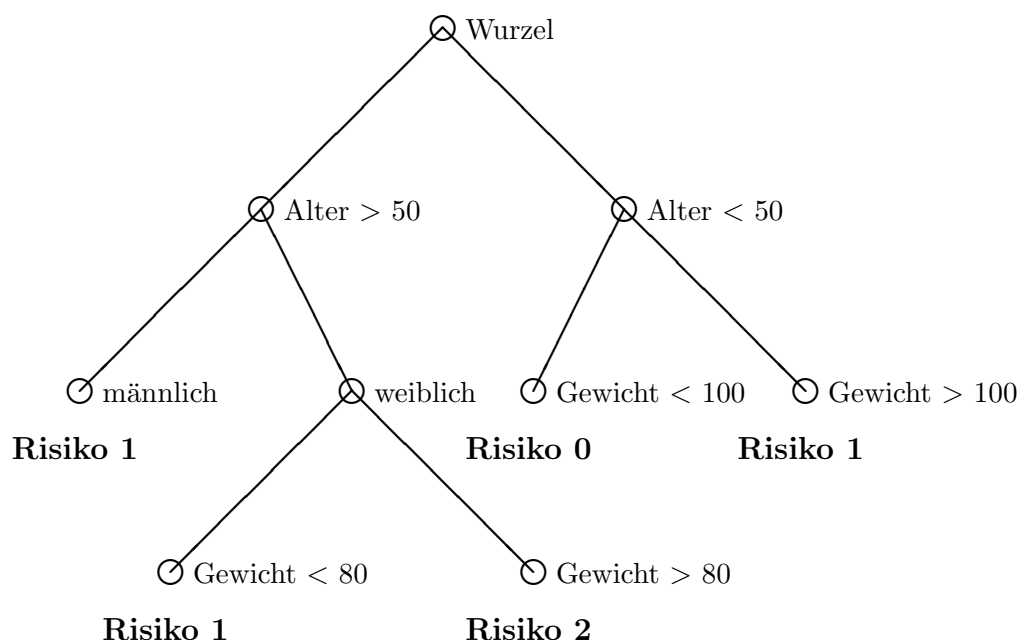 Wurzel
Alter > 50
Alter < 50
männlich
weiblich
Gewicht < 100
Gewicht > 100
Risiko 1
Risiko 0
Risiko 1
Gewicht < 80
Gewicht > 80
Risiko 1
Risiko 2